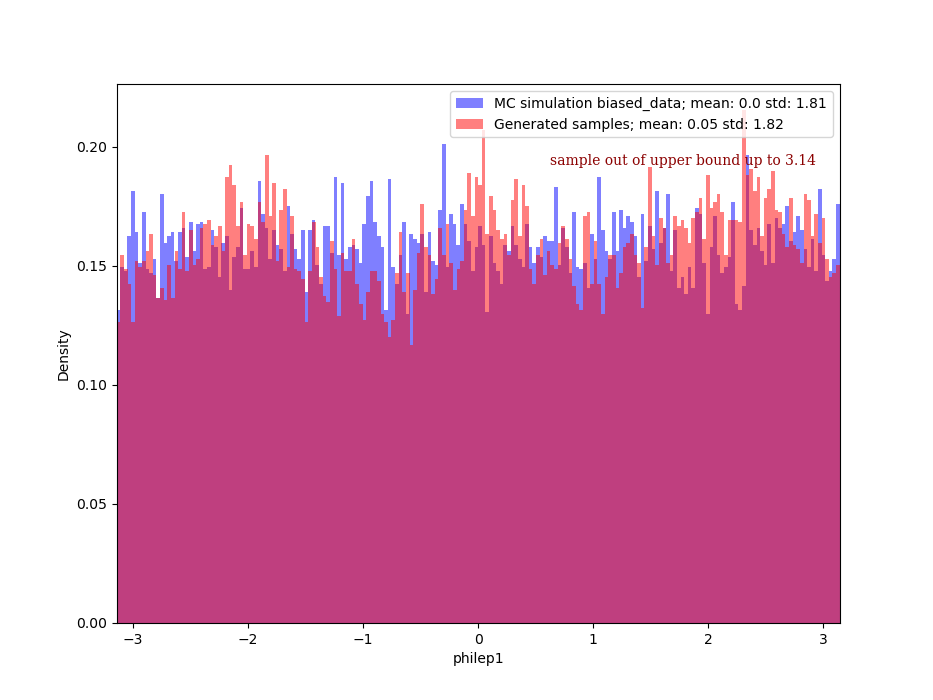 MC simulation biased_data; mean: 0.0 std: 1.81
Generated samples; mean: 0.05 std: 1.82
sample out of upper bound up to 3.14
0.20
0.15
0.10
0.05
0.00
Density
−3
−2
−1
0
1
2
3
philep1